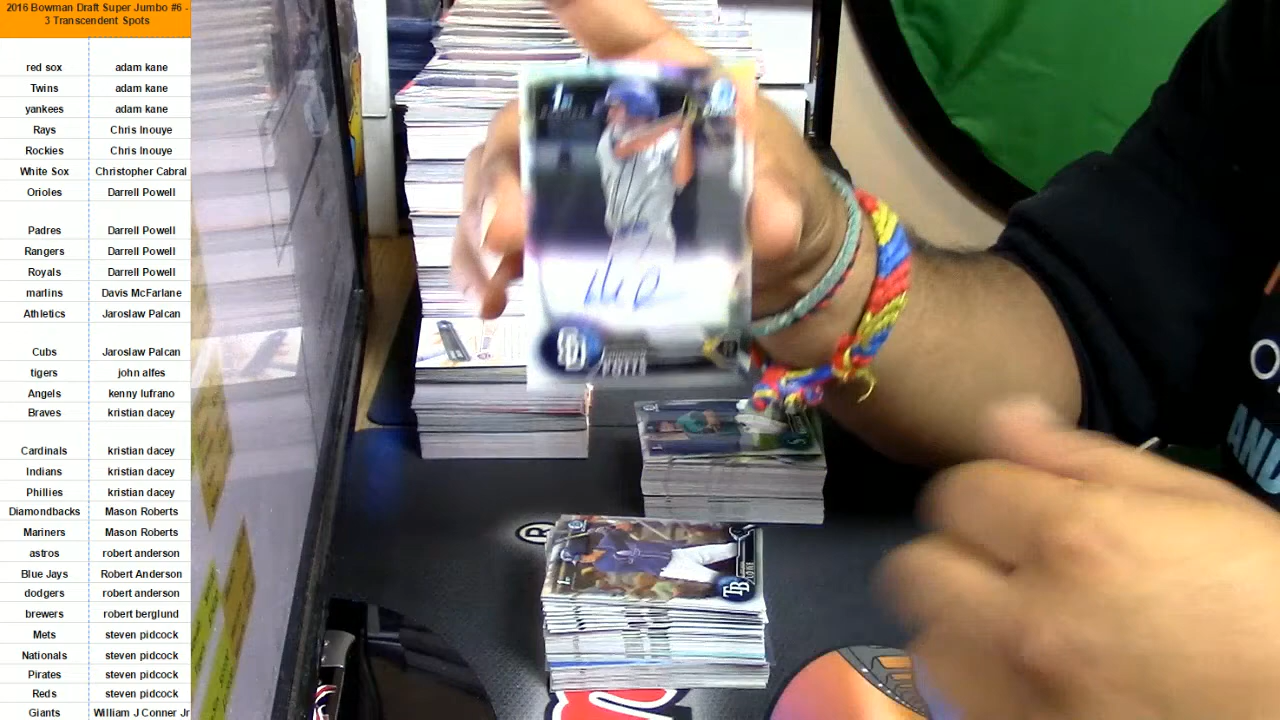 2016 Bowman Draft Super Jumbo #6 -
3 Transcendent Spots
adam kane
Twins adam kane
yankees adam kane
Rays Chris Inouye
Rockies Chris Inouye
White Sox Christopher Cabral
Orioles Darrell Powell
Padres Darrell Powell
Rangers Darrell Powell
Royals Darrell Powell
marlins Davis McFarlane
Athletics Jaroslaw Palcan
Cubs Jaroslaw Palcan
tigers john alfes
Angels kenny lufrano
Braves kristian dacey
Cardinals kristian dacey
Indians kristian dacey
Phillies kristian dacey
Diamondbacks Mason Roberts
Mariners Mason Roberts
astros robert anderson
Blue jays Robert Anderson
robert anderson
robert berglund
Mets steven pidcock
Nationals steven pidcock
Pirates steven pidcock
Reds steven pidcock
Giants William J Conner Jr
1st
TB
TB
LOWE
R
AND